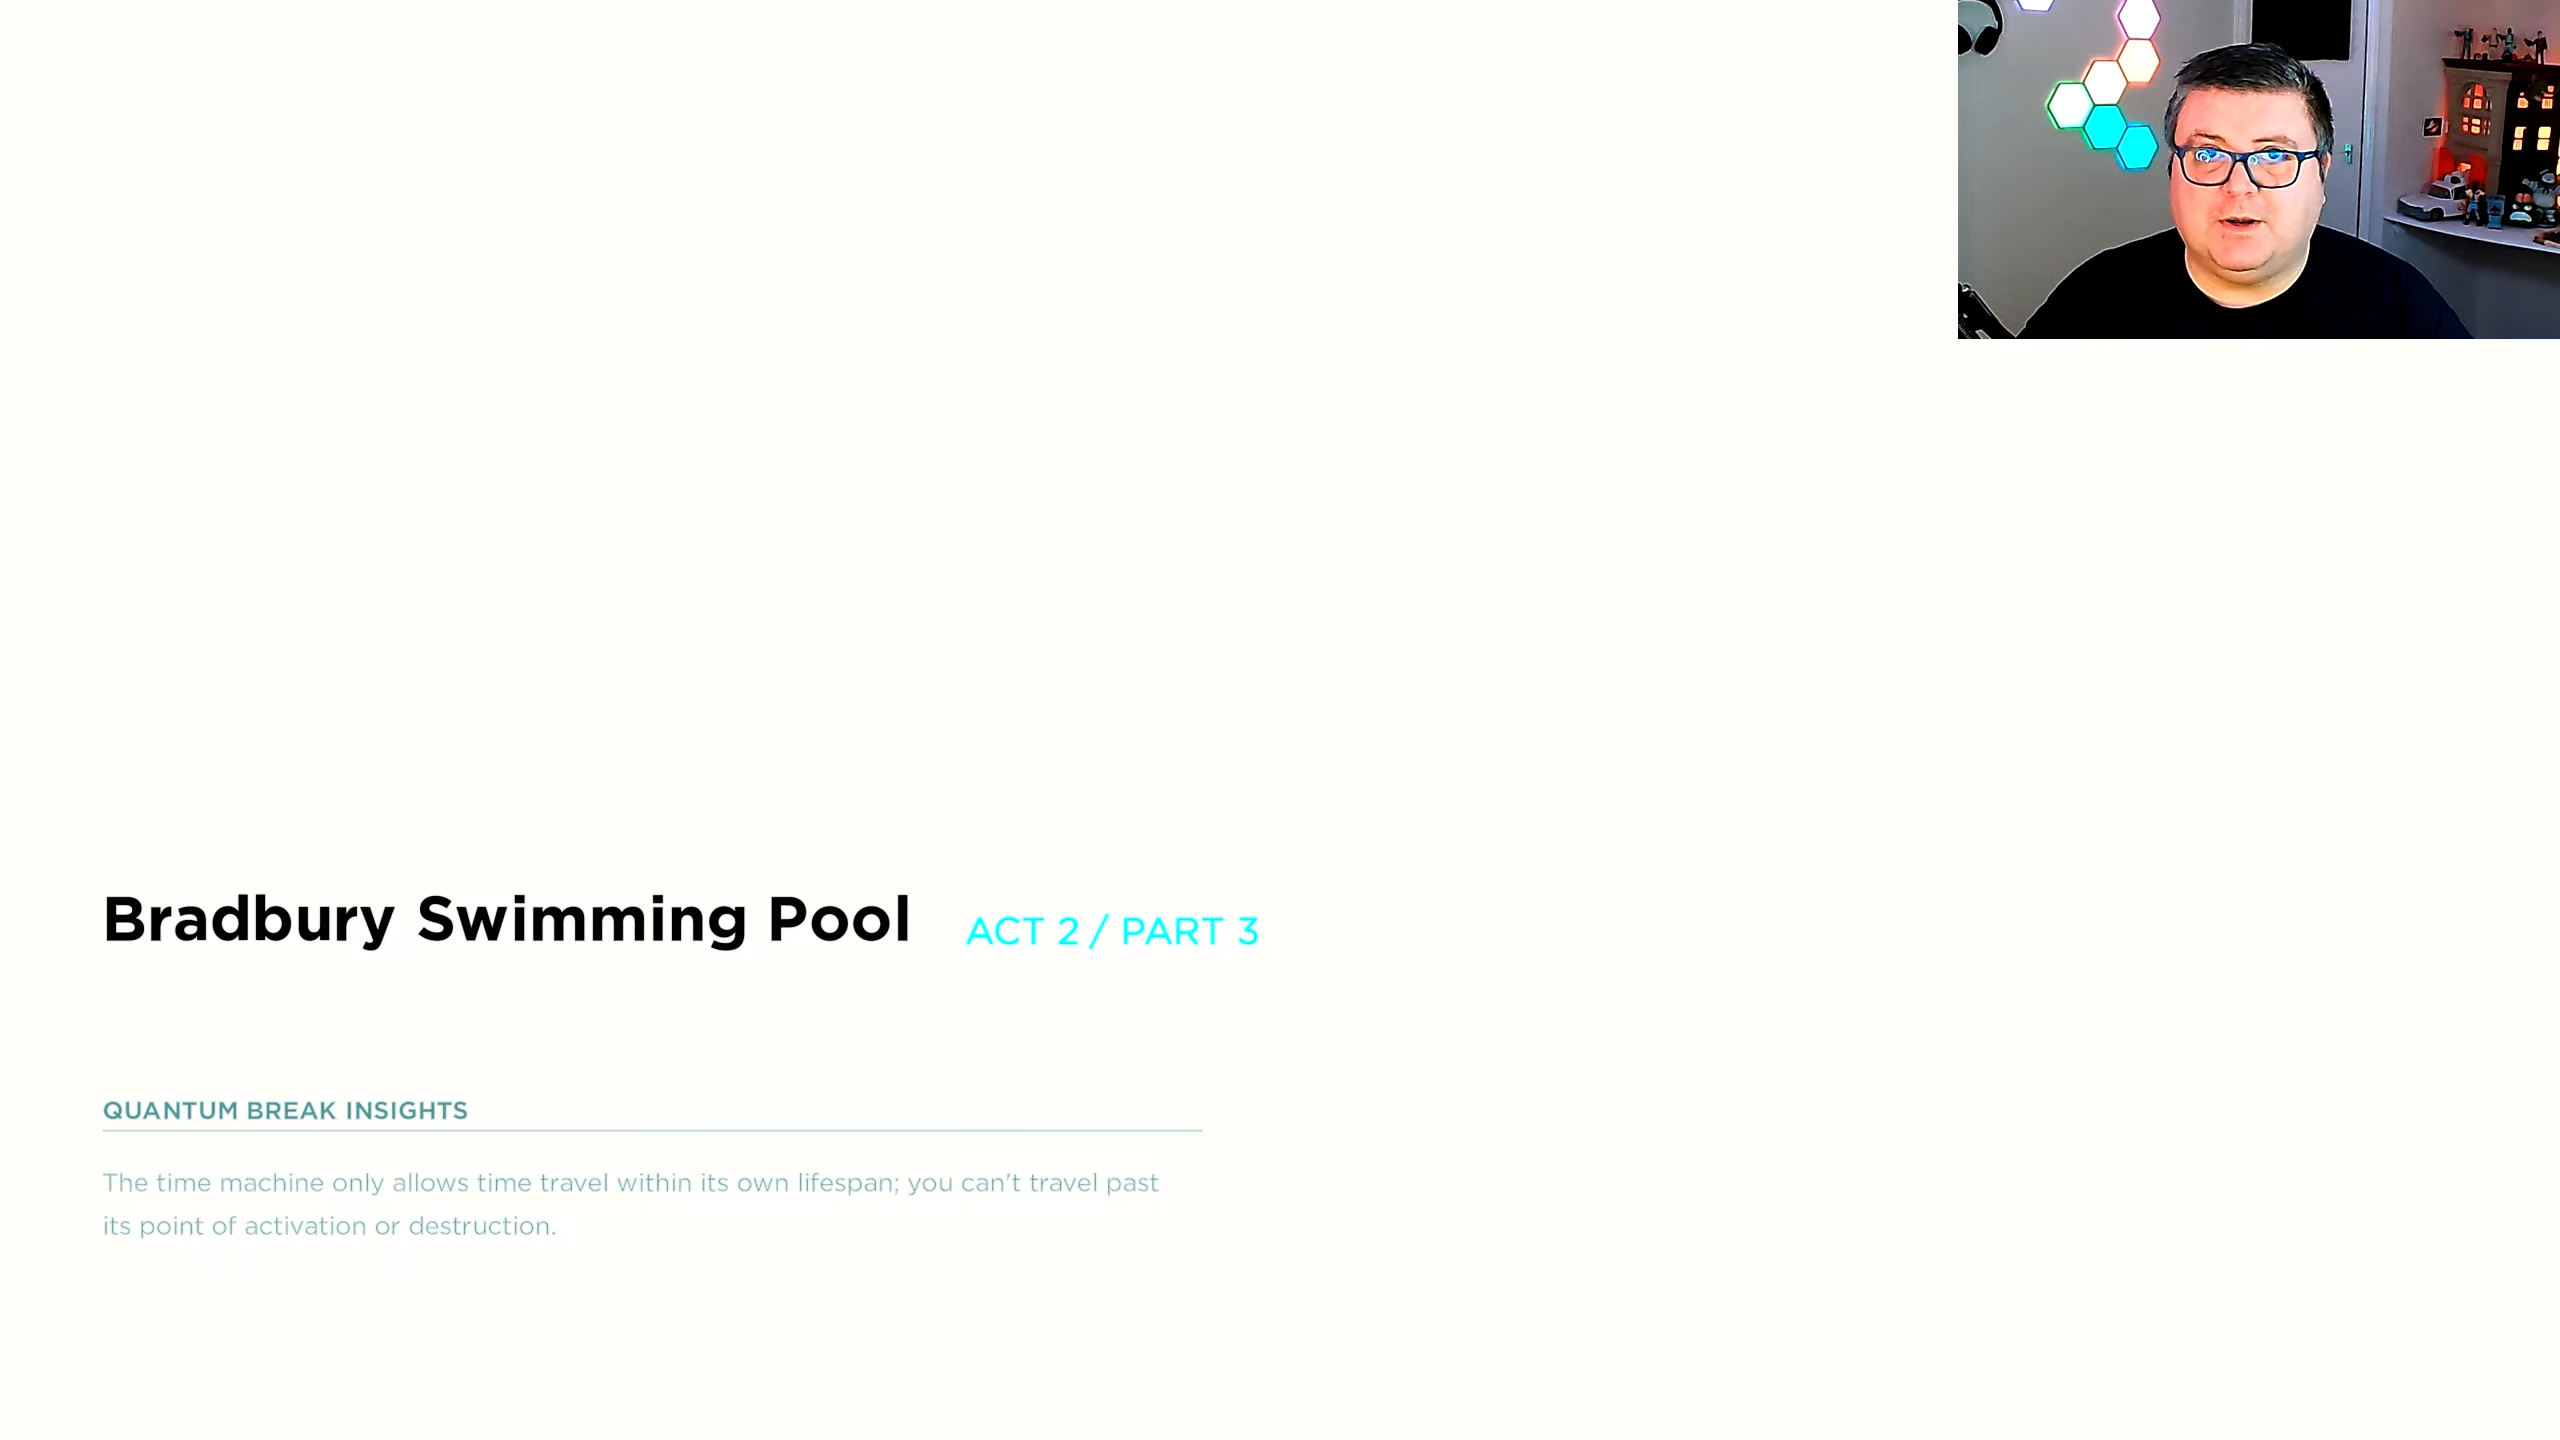 Bradbury Swimming Pool ACT 2 / PART 3
QUANTUM BREAK INSIGHTS
The time machine only allows time travel within its own lifespan; you can't travel past
its point of activation or destruction.